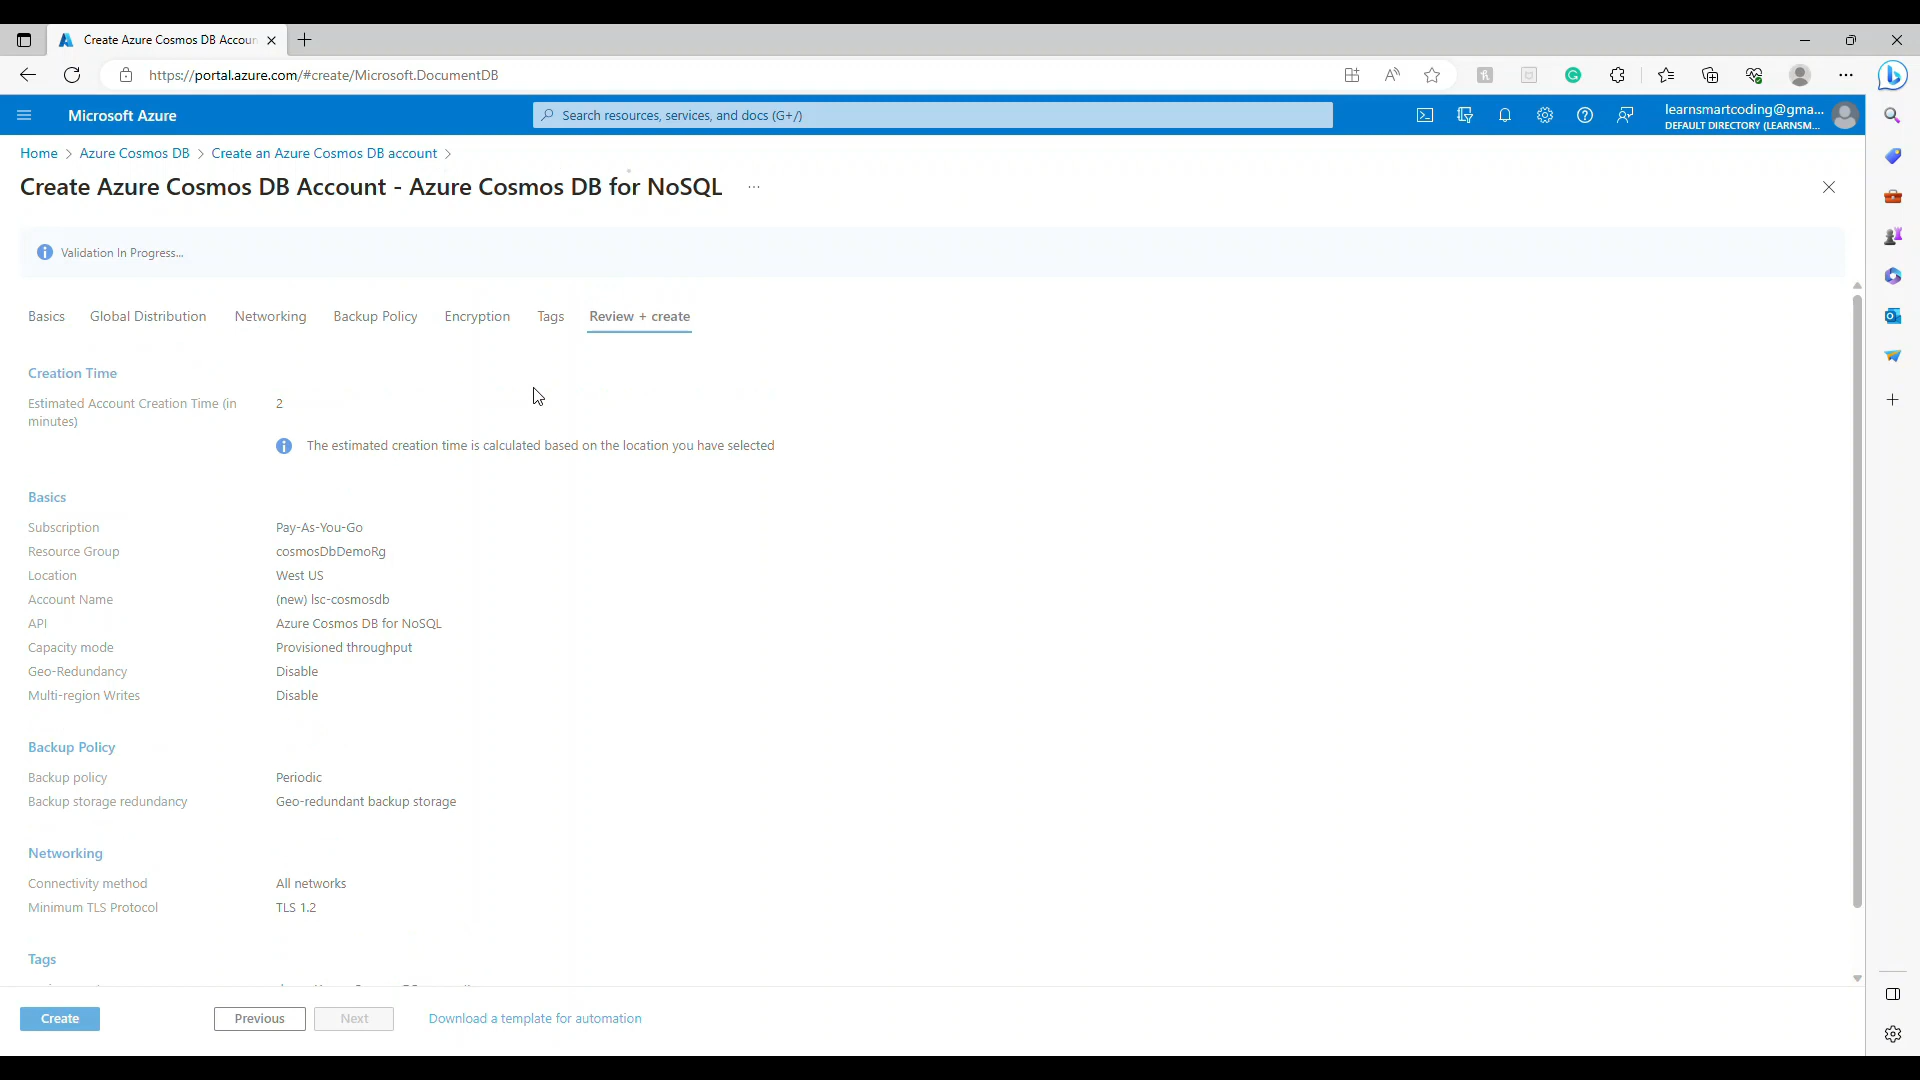 Create Azure Cosmos DB Accoun
https://portal.azure.com/#create/Microsoft.DocumentDB
Microsoft Azure
Search resources, services, and docs (G+/)
learnsmartcoding@gma...
DEFAULT DIRECTORY (LEARNSM...
Home > Azure Cosmos DB > Create an Azure Cosmos DB account >
Create Azure Cosmos DB Account - Azure Cosmos DB for NoSQL ...
Validation In Progress...
Basics Global Distribution Networking Backup Policy Encryption Tags Review + create
Creation Time
Estimated Account Creation Time (in 2
minutes)
The estimated creation time is calculated based on the location you have selected
Basics
Subscription Pay-As-You-Go
Resource Group cosmosDbDemoRg
Location West US
Account Name (new) lsc-cosmosdb
API Azure Cosmos DB for NoSQL
Capacity mode Provisioned throughput
Geo-Redundancy Disable
Multi-region Writes Disable
Backup Policy
Backup policy Periodic
Backup storage redundancy Geo-redundant backup storage
Networking
Connectivity method All networks
Minimum TLS Protocol TLS 1.2
Tags
Create Previous Next Download a template for automation